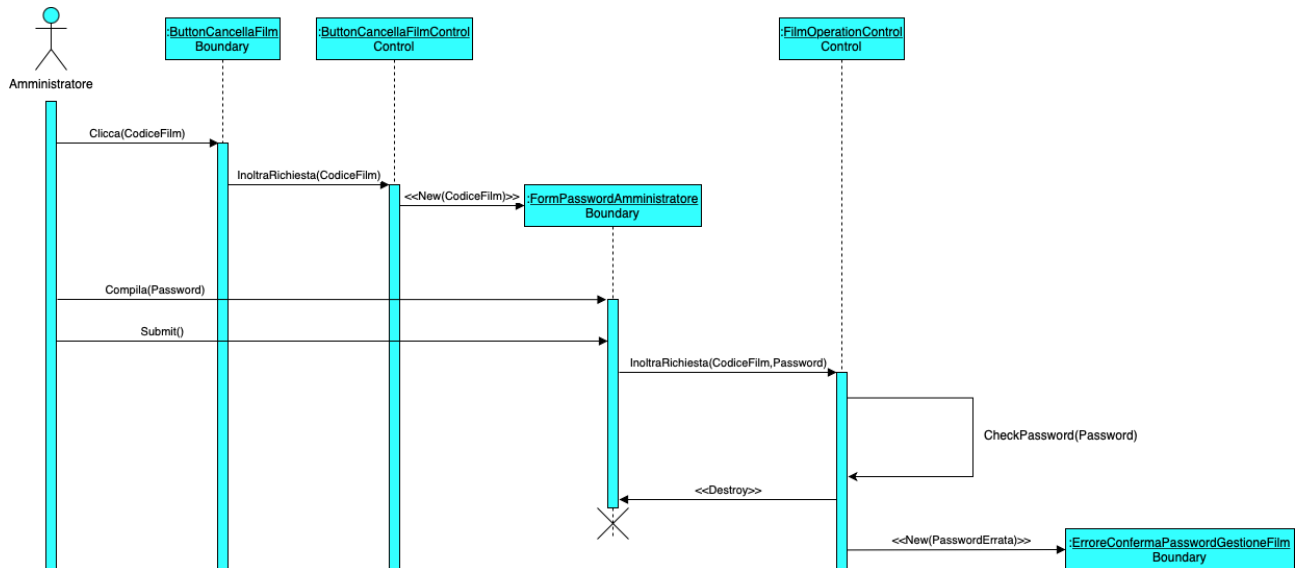 :ButtonCancellaFilm
Boundary
:ButtonCancellaFilmControl
Control
:FilmOperationControl
Control
Amministratore
Clicca(CodiceFilm)
InoltraRichiesta(CodiceFilm)
<<New(CodiceFilm)>>
:FormPasswordAmministratore
Boundary
Compila(Password)
Submit()
InoltraRichiesta(CodiceFilm,Password)
CheckPassword(Password)
<<Destroy>>
<<New(PasswordErrata)>>
:ErroreConfermaPasswordGestioneFilm
Boundary